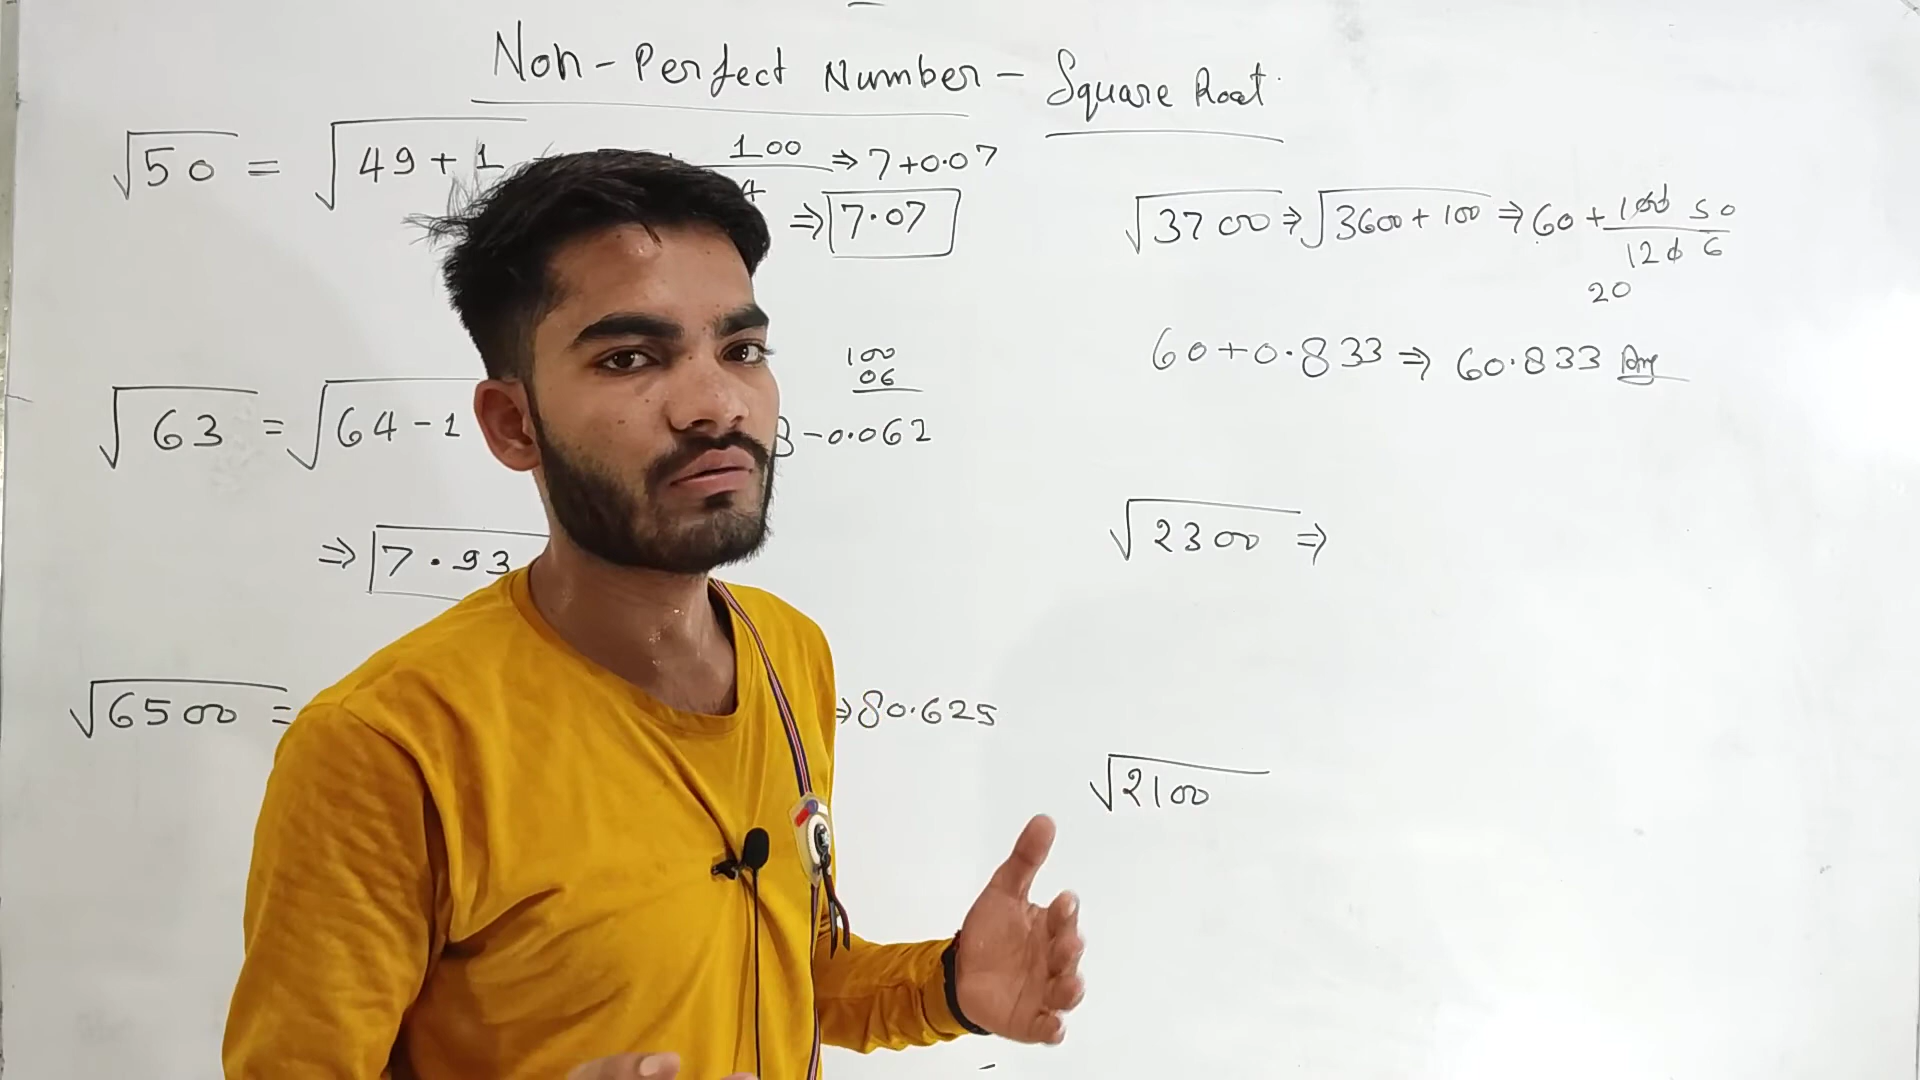 Non-Perfect Number - Square Root
√50 = √49+1 100 ⇒ 7+0.07
4
⇒ 7.07
√63 = √64-1 8-0.062
100
06
⇒ 7.93
√6500 = ⇒ 80.625
√3700 ⇒ √3600+100 ⇒ 60 + 100 50
120 6
20
60+0.833 ⇒ 60.833 Ans
√2300 ⇒
√2100